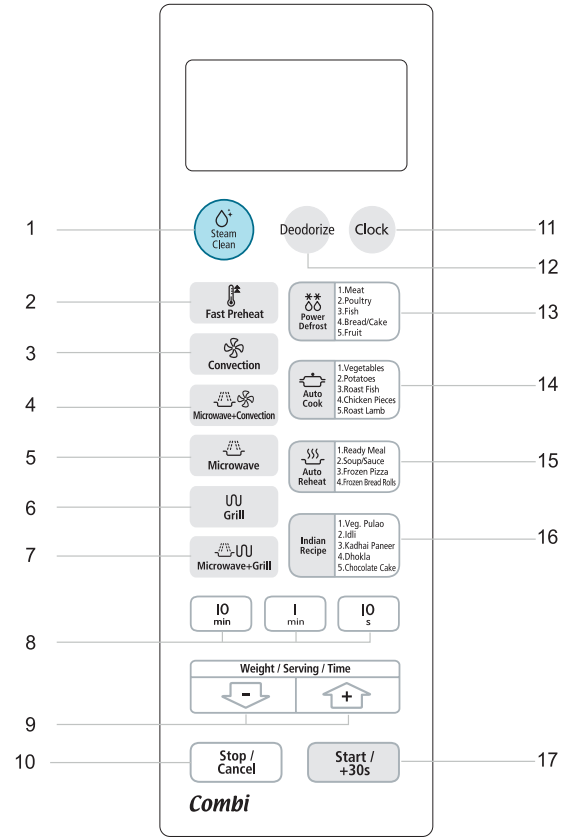 1
Steam
Clean
Deodorize
Clock
11
12
2
Fast Preheat
Power
Defrost
1.Meat
2.Poultry
3.Fish
4.Bread/Cake
5.Fruit
13
3
Convection
4
Microwave+Convection
Auto
Cook
1.Vegetables
2.Potatoes
3.Roast Fish
4.Chicken Pieces
5.Roast Lamb
14
5
Microwave
Auto
Reheat
1.Ready Meal
2.Soup/Sauce
3.Frozen Pizza
4.Frozen Bread Rolls
15
6
Grill
7
Microwave+Grill
Indian
Recipe
1.Veg. Pulao
2.Idli
3.Kadhai Paneer
4.Dhokla
5.Chocolate Cake
16
8
10
min
1
min
10
s
Weight / Serving / Time
9
-
+
10
Stop /
Cancel
Start /
+30s
17
Combi